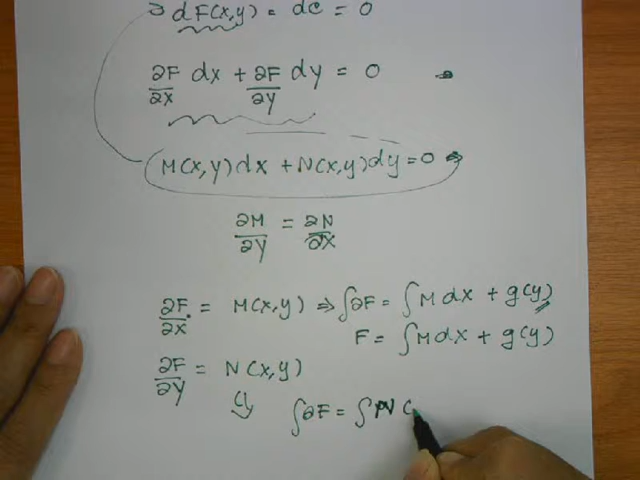 ⇒ dF(x,y) = dc = 0
∂F/∂x dx + ∂F/∂y dy = 0
M(x,y)dx + N(x,y)dy = 0
∂M/∂y = ∂N/∂x
∂F/∂x = M(x,y) ⇒ ∫∂F = ∫M dx + g(y)
F = ∫M dx + g(y)
∂F/∂y = N(x,y)
∫∂F = ∫N